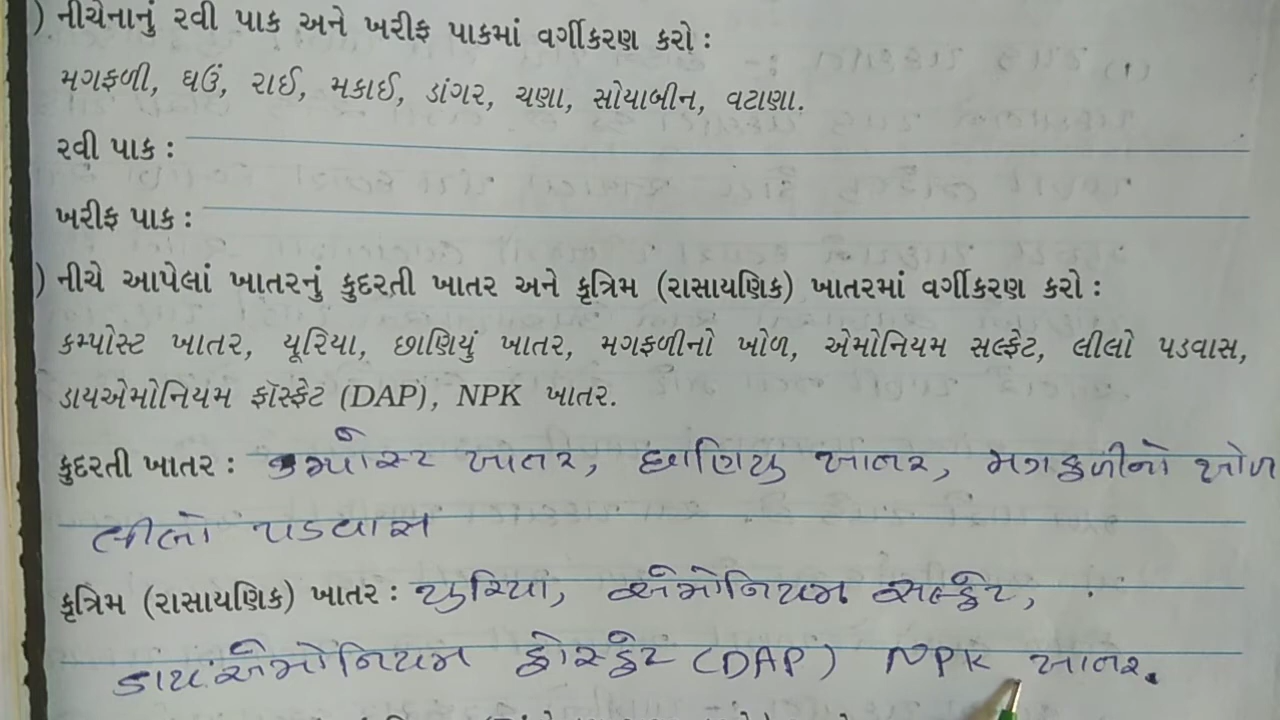 ) નીચેનાનું રવી પાક અને ખરીફ પાકમાં વર્ગીકરણ કરો :
મગફળી, ઘઉં, રાઈ, મકાઈ, ડાંગર, ચણા, સોયાબીન, વટાણા.
રવી પાક :
ખરીફ પાક :
) નીચે આપેલાં ખાતરનું કુદરતી ખાતર અને કૃત્રિમ (રાસાયણિક) ખાતરમાં વર્ગીકરણ કરો :
કમ્પોસ્ટ ખાતર, યૂરિયા, છાણિયું ખાતર, મગફળીનો ખોળ, એમોનિયમ સલ્ફેટ, લીલો પડવાસ,
ડાયએમોનિયમ ફૉસ્ફેટ (DAP), NPK ખાતર.
કુદરતી ખાતર : કમ્પોસ્ટ ખાતર, છાણિયુ ખાતર, મગફળીનો ખોળ
લીલો પડવાસ
કૃત્રિમ (રાસાયણિક) ખાતર : યુરિયા, એમોનિયમ સલ્ફેટ,
ડાયએમોનિયમ ફોસ્ફેટ (DAP) NPK ખાતર.